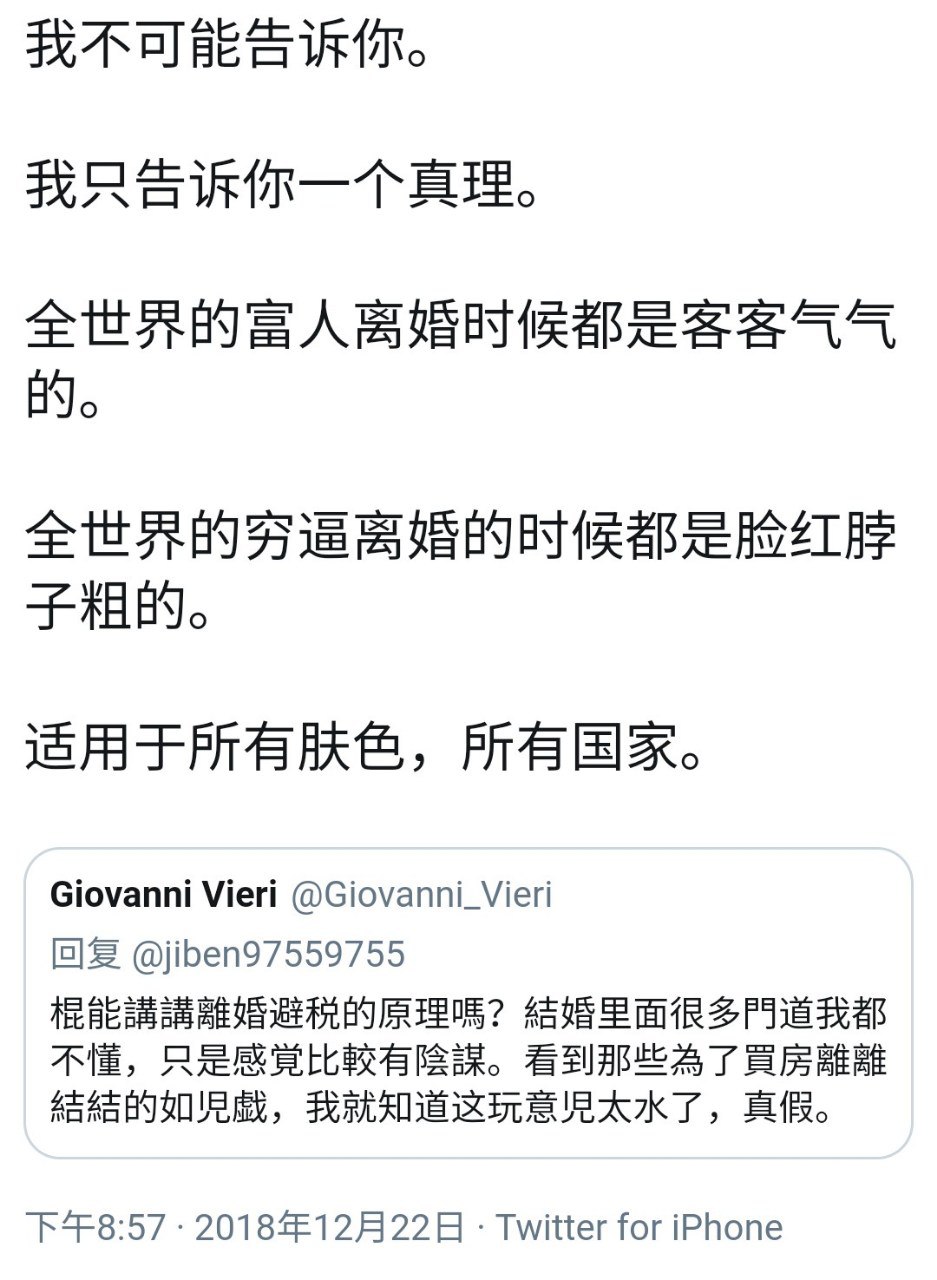 我不可能告诉你。
我只告诉你一个真理。
全世界的富人离婚时候都是客客气气
的。
全世界的穷逼离婚的时候都是脸红脖
子粗的。
适用于所有肤色，所有国家。
Giovanni Vieri @Giovanni_Vieri
回复 @jiben97559755
棍能講講離婚避税的原理嗎？結婚里面很多門道我都
不懂，只是感覚比較有陰謀。看到那些為了買房離離
結結的如児戯，我就知道这玩意児太水了，真假。
下午8:57 · 2018年12月22日 · Twitter for iPhone